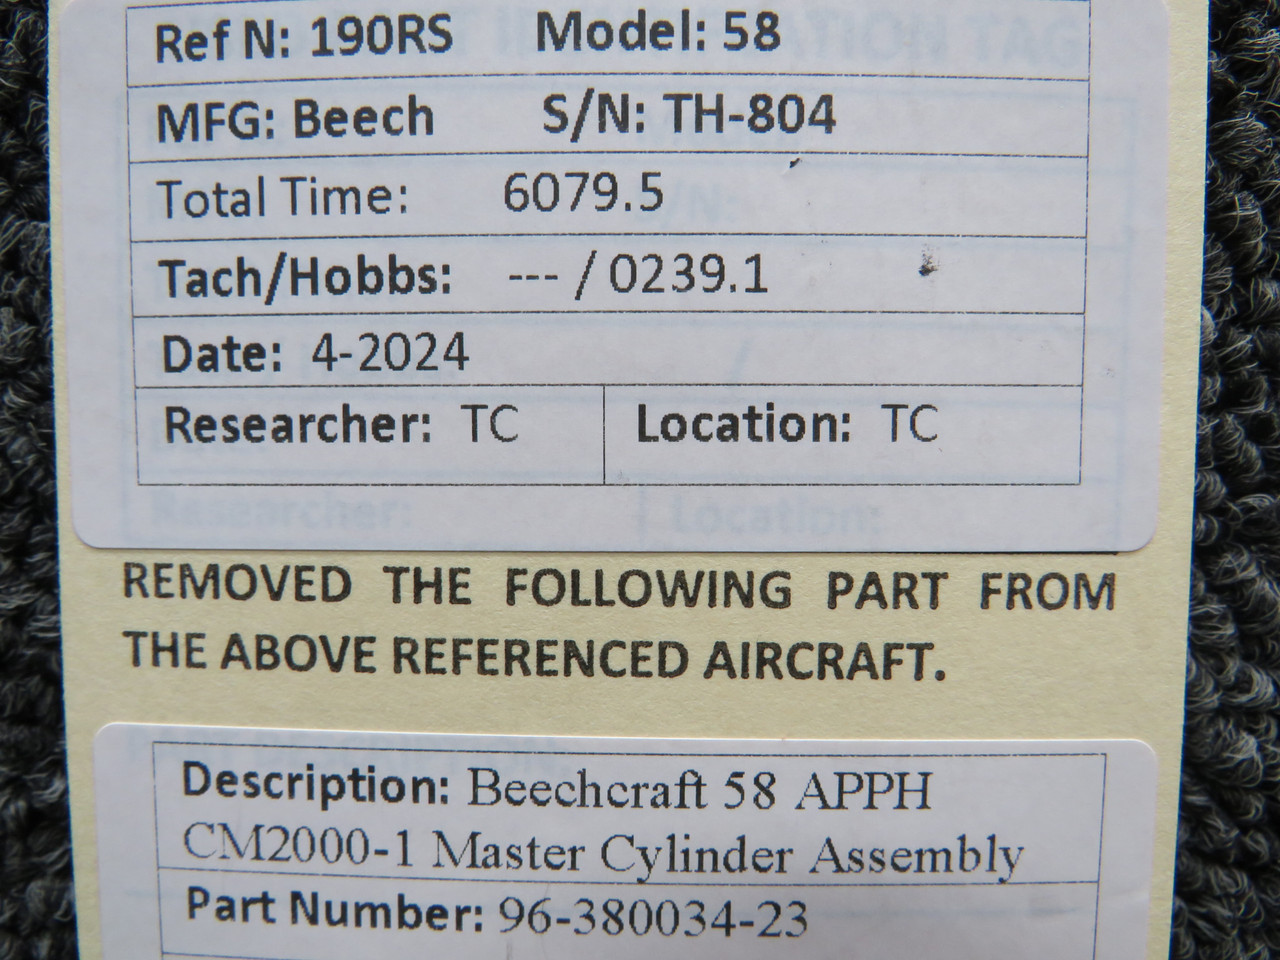 Ref N: 190RS Model: 58
MFG: Beech S/N: TH-804
Total Time: 6079.5
Tach/Hobbs: --- / 0239.1
Date: 4-2024
Researcher: TC Location: TC
Researcher: Location:
REMOVED THE FOLLOWING PART FROM
THE ABOVE REFERENCED AIRCRAFT.
Description: Beechcraft 58 APPH
CM2000-1 Master Cylinder Assembly
Part Number: 96-380034-23